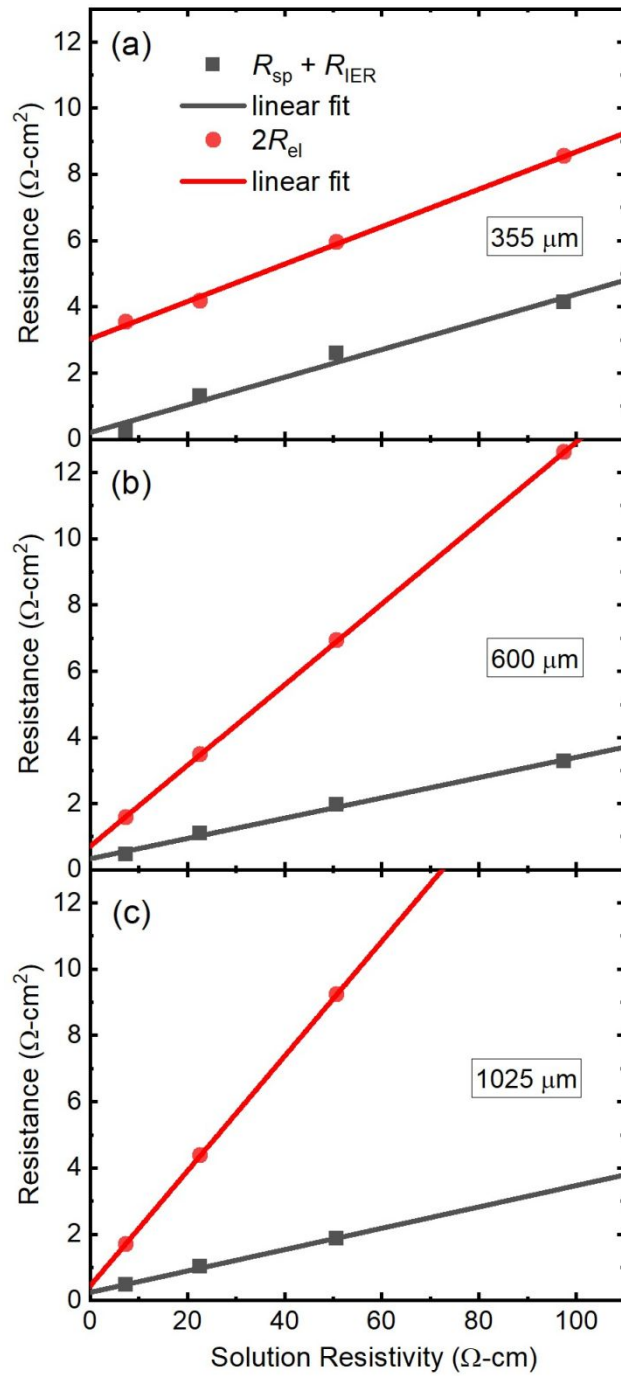 (a)
R_sp + R_IER
linear fit
2R_el
linear fit
355 μm
Resistance (Ω-cm²)
12
10
8
6
4
2
0
(b)
600 μm
Resistance (Ω-cm²)
12
10
8
6
4
2
0
(c)
1025 μm
Resistance (Ω-cm²)
12
10
8
6
4
2
0
0 20 40 60 80 100
Solution Resistivity (Ω-cm)